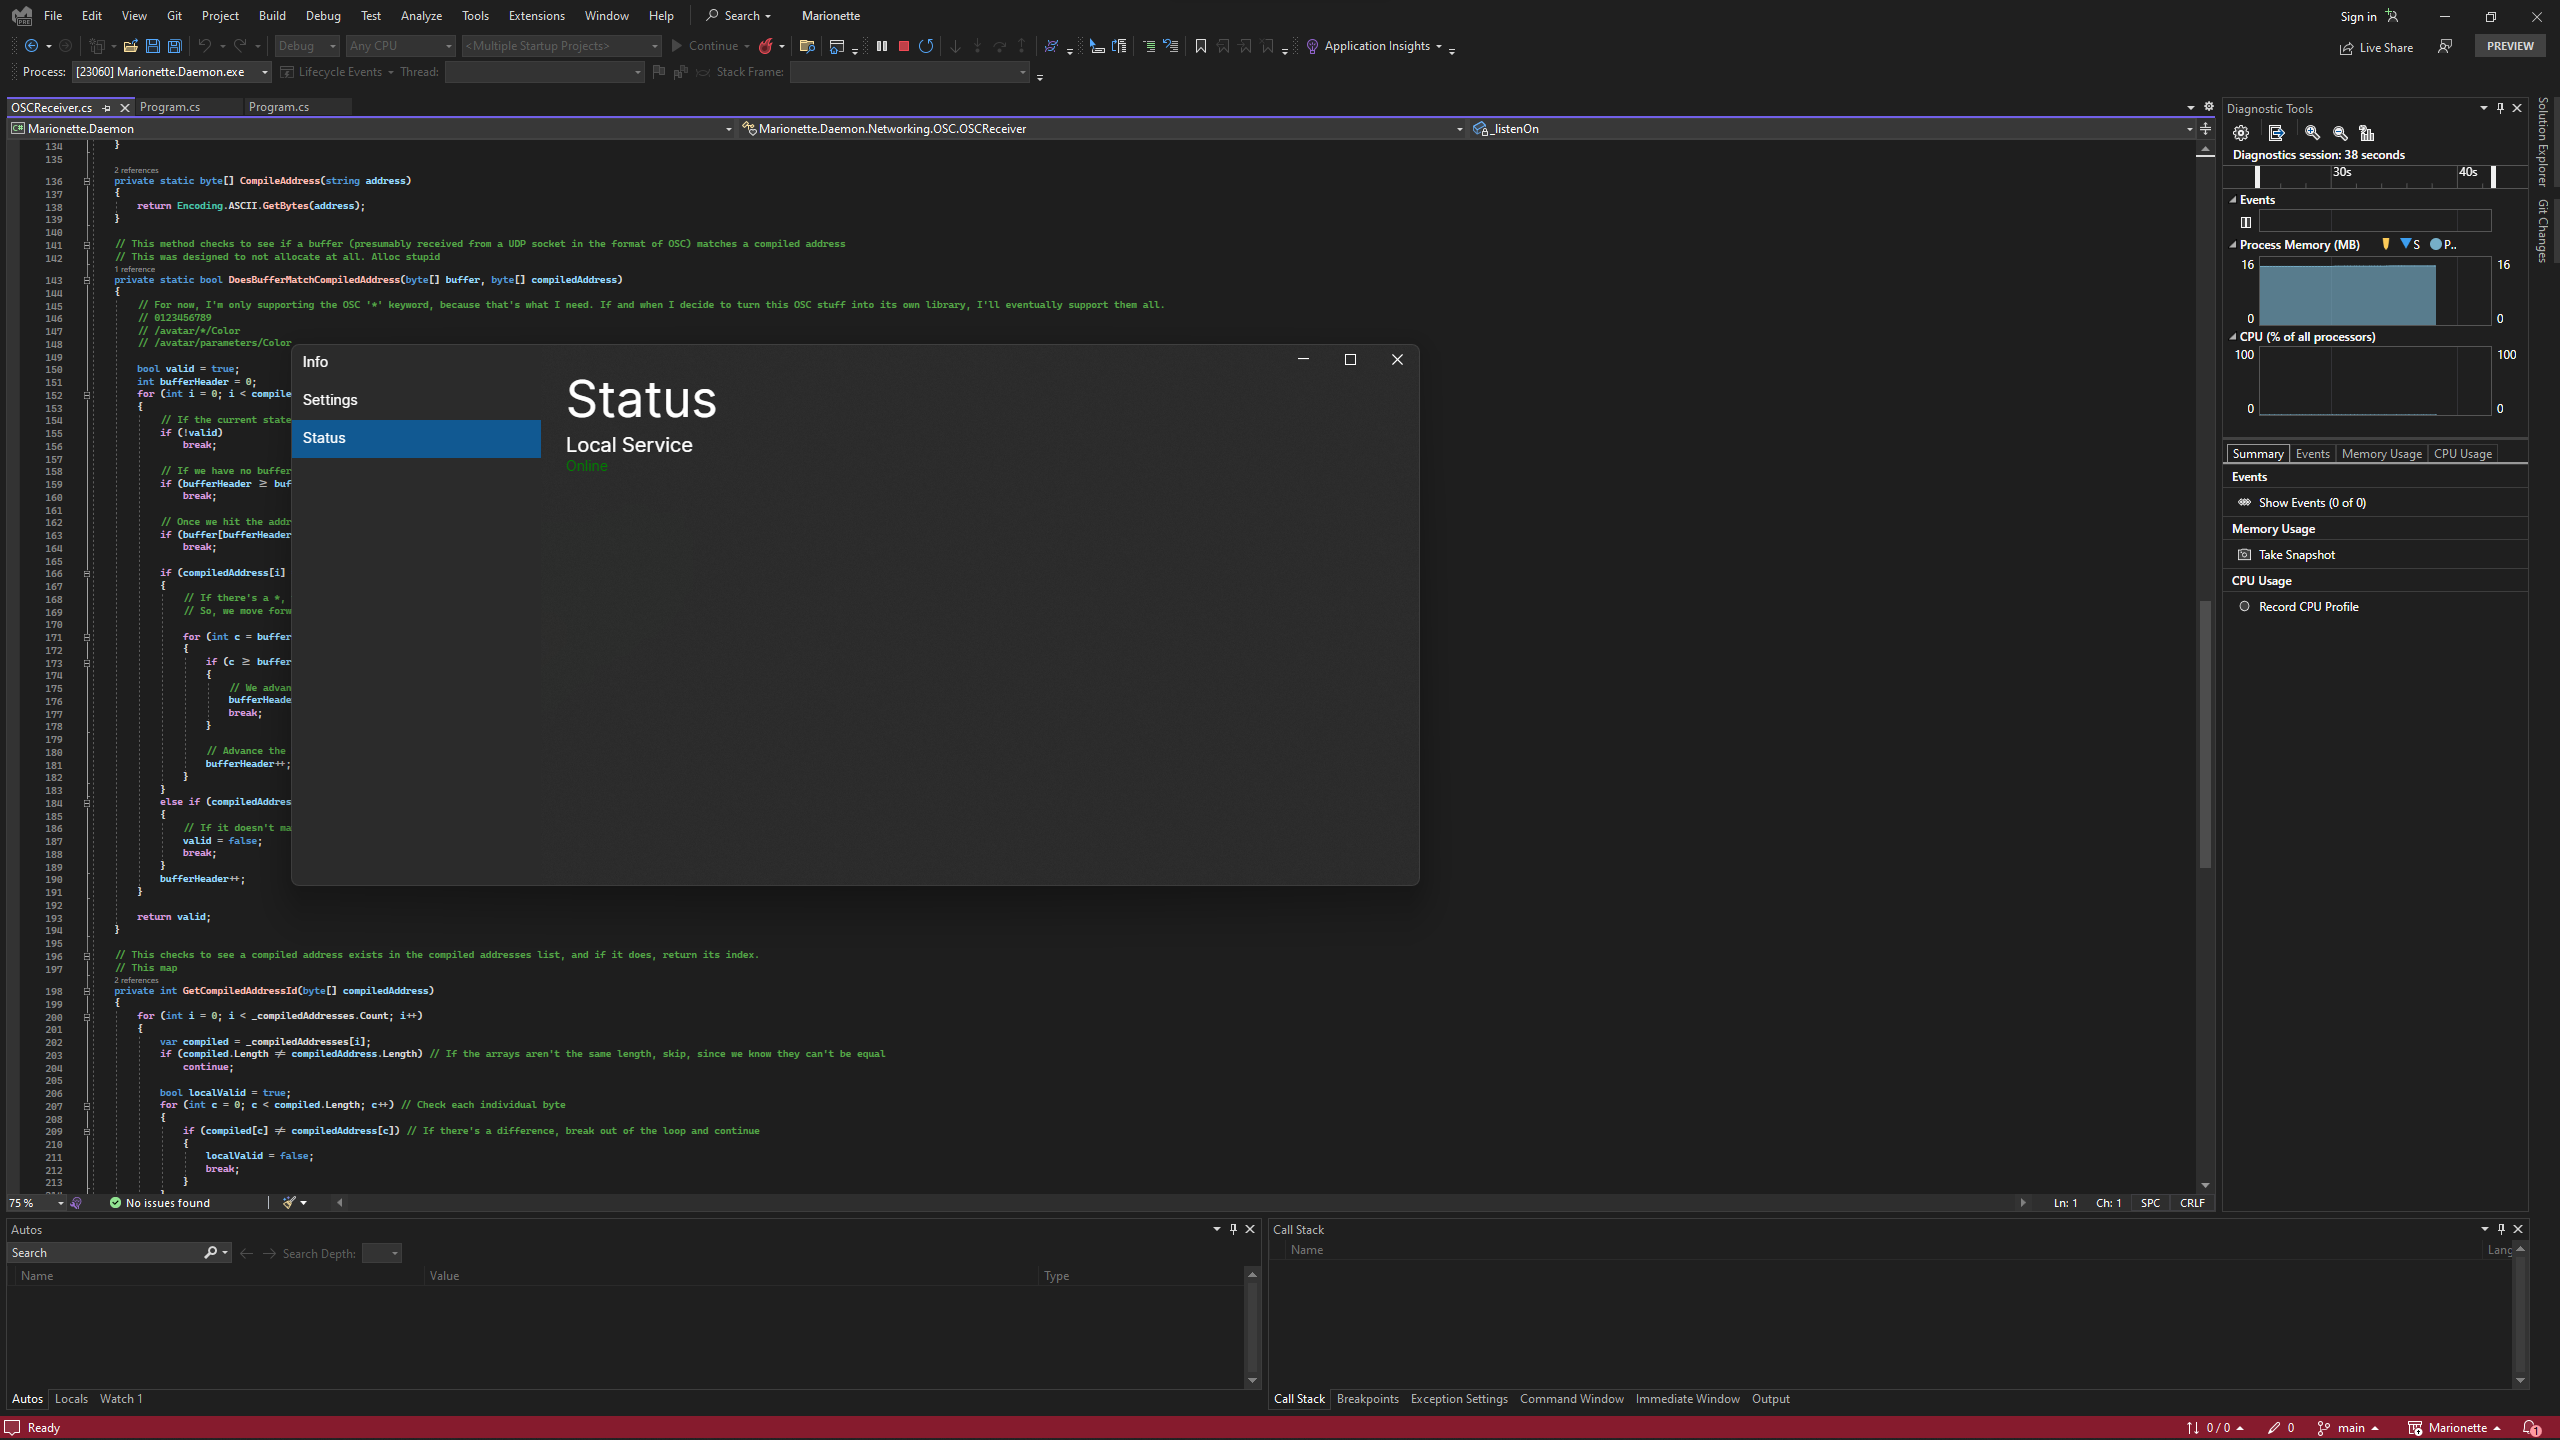 File Edit View Git Project Build Debug Test Analyze Tools Extensions Window Help Search Marionette Sign in
Debug Any CPU <Multiple Startup Projects> Continue Application Insights Live Share PREVIEW
Process: [23060] Marionette.Daemon.exe Lifecycle Events Thread: Stack Frame:
OSCReceiver.cs Program.cs Program.cs
Marionette.Daemon Marionette.Daemon.Networking.OSC.OSCReceiver _listenOn
134 }
135
2 references
136 private static byte[] CompileAddress(string address)
137 {
138 return Encoding.ASCII.GetBytes(address);
139 }
140
141 // This method checks to see if a buffer (presumably received from a UDP socket in the format of OSC) matches a compiled address
142 // This was designed to not allocate at all. Alloc stupid
1 reference
143 private static bool DoesBufferMatchCompiledAddress(byte[] buffer, byte[] compiledAddress)
144 {
145 // For now, I'm only supporting the OSC '*' keyword, because that's what I need. If and when I decide to turn this OSC stuff into its own library, I'll eventually support them all.
146 // 0123456789
147 // /avatar/*/Color
148 // /avatar/parameters/Color
149
150 bool valid = true;
151 int bufferHeader = 0;
152 for (int i = 0; i < compile
153 {
154 // If the current state
155 if (!valid)
156 break;
157
158 // If we have no buffer
159 if (bufferHeader ≥ buf
160 break;
161
162 // Once we hit the addr
163 if (buffer[bufferHeader
164 break;
165
166 if (compiledAddress[i]
167 {
168 // If there's a *,
169 // So, we move forw
170
171 for (int c = buffer
172 {
173 if (c ≥ buffer
174 {
175 // We advan
176 bufferHeade
177 break;
178 }
179
180 // Advance the
181 bufferHeader++;
182 }
183 }
184 else if (compiledAddres
185 {
186 // If it doesn't ma
187 valid = false;
188 break;
189 }
190 bufferHeader++;
191 }
192
193 return valid;
194 }
195
196 // This checks to see a compiled address exists in the compiled addresses list, and if it does, return its index.
197 // This map
2 references
198 private int GetCompiledAddressId(byte[] compiledAddress)
199 {
200 for (int i = 0; i < _compiledAddresses.Count; i++)
201 {
202 var compiled = _compiledAddresses[i];
203 if (compiled.Length ≠ compiledAddress.Length) // If the arrays aren't the same length, skip, since we know they can't be equal
204 continue;
205
206 bool localValid = true;
207 for (int c = 0; c < compiled.Length; c++) // Check each individual byte
208 {
209 if (compiled[c] ≠ compiledAddress[c]) // If there's a difference, break out of the loop and continue
210 {
211 localValid = false;
212 break;
213 }
Info
Settings
Status
Status
Local Service
Online
75 % No issues found Ln: 1 Ch: 1 SPC CRLF
Diagnostic Tools
Diagnostics session: 38 seconds
30s 40s
Events
Process Memory (MB) S P..
16 16
0 0
CPU (% of all processors)
100 100
0 0
Summary Events Memory Usage CPU Usage
Events
Show Events (0 of 0)
Memory Usage
Take Snapshot
CPU Usage
Record CPU Profile
Solution Explorer
Git Changes
Autos
Search Search Depth:
Name Value Type
Autos Locals Watch 1
Call Stack
Name Lang
Call Stack Breakpoints Exception Settings Command Window Immediate Window Output
Ready 0 / 0 0 main Marionette 1